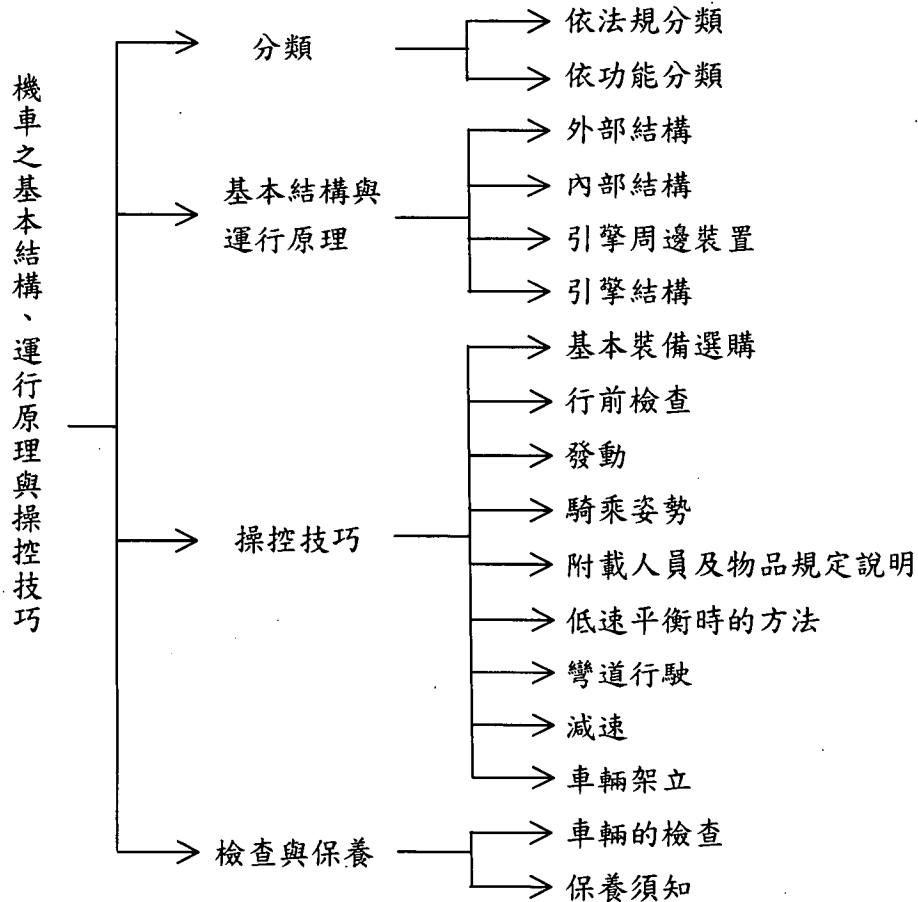 機車之基本結構、運行原理與操控技巧
分類
依法規分類
依功能分類
基本結構與
運行原理
外部結構
內部結構
引擎周邊裝置
引擎結構
操控技巧
基本裝備選購
行前檢查
發動
騎乘姿勢
附載人員及物品規定說明
低速平衡時的方法
彎道行駛
減速
車輛架立
檢查與保養
車輛的檢查
保養須知